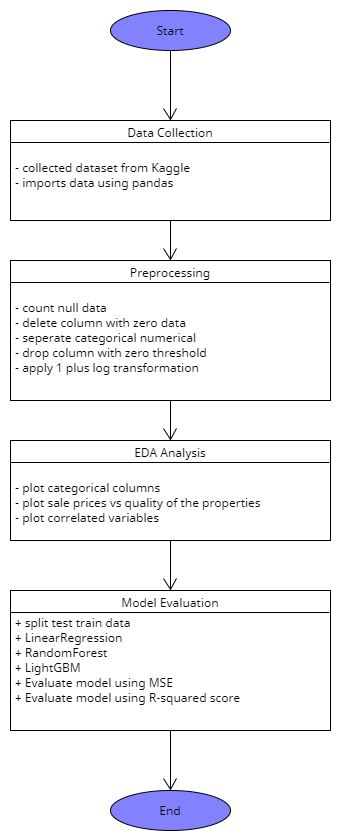 Start
Data Collection
- collected dataset from Kaggle
- imports data using pandas
Preprocessing
- count null data
- delete column with zero data
- seperate categorical numerical
- drop column with zero threshold
- apply 1 plus log transformation
EDA Analysis
- plot categorical columns
- plot sale prices vs quality of the properties
- plot correlated variables
Model Evaluation
+ split test train data
+ LinearRegression
+ RandomForest
+ LightGBM
+ Evaluate model using MSE
+ Evaluate model using R-squared score
End